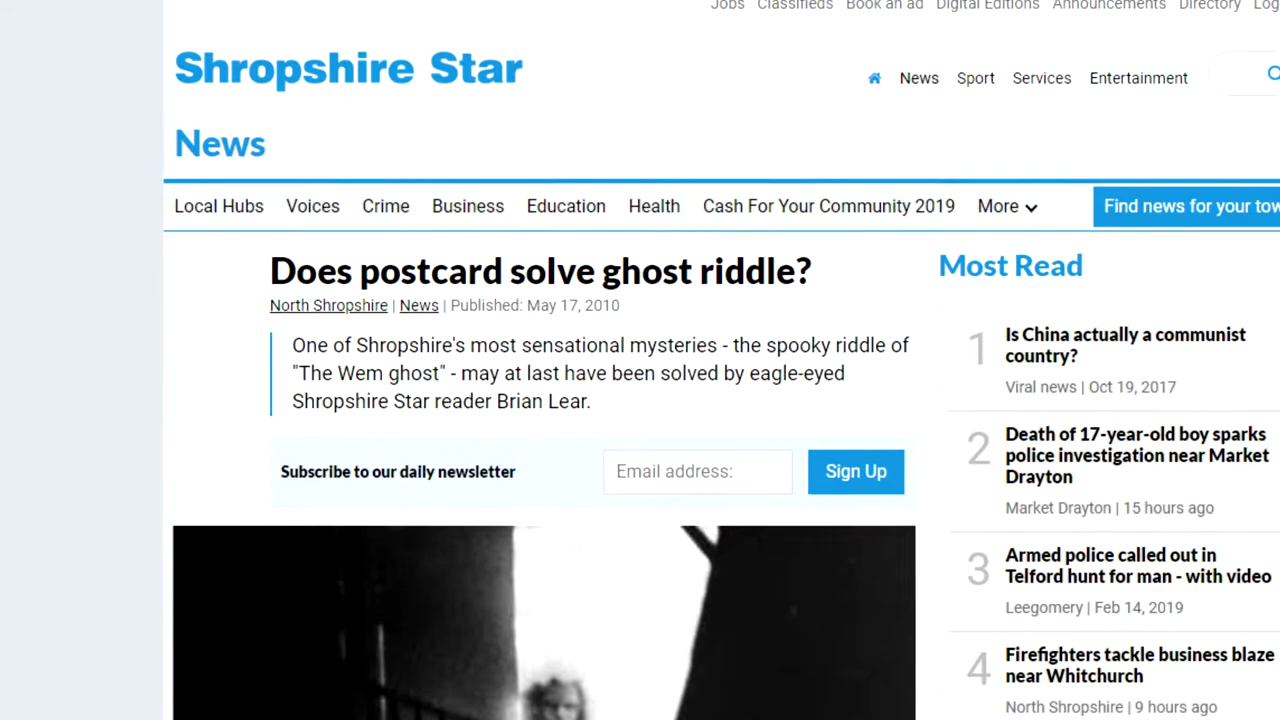 Jobs Classifieds Book an ad Digital Editions Announcements Directory
Shropshire Star
News Sport Services Entertainment
News
Local Hubs Voices Crime Business Education Health Cash For Your Community 2019 More
Find news for your
Does postcard solve ghost riddle?
North Shropshire | News | Published: May 17, 2010
One of Shropshire's most sensational mysteries - the spooky riddle of
"The Wem ghost" - may at last have been solved by eagle-eyed
Shropshire Star reader Brian Lear.
Subscribe to our daily newsletter
Email address:
Sign Up
Most Read
1
Is China actually a communist
country?
Viral news | Oct 19, 2017
2
Death of 17-year-old boy sparks
police investigation near Market
Drayton
Market Drayton | 15 hours ago
3
Armed police called out in
Telford hunt for man - with video
Leegomery | Feb 14, 2019
4
Firefighters tackle business blaze
near Whitchurch
North Shropshire | 9 hours ago